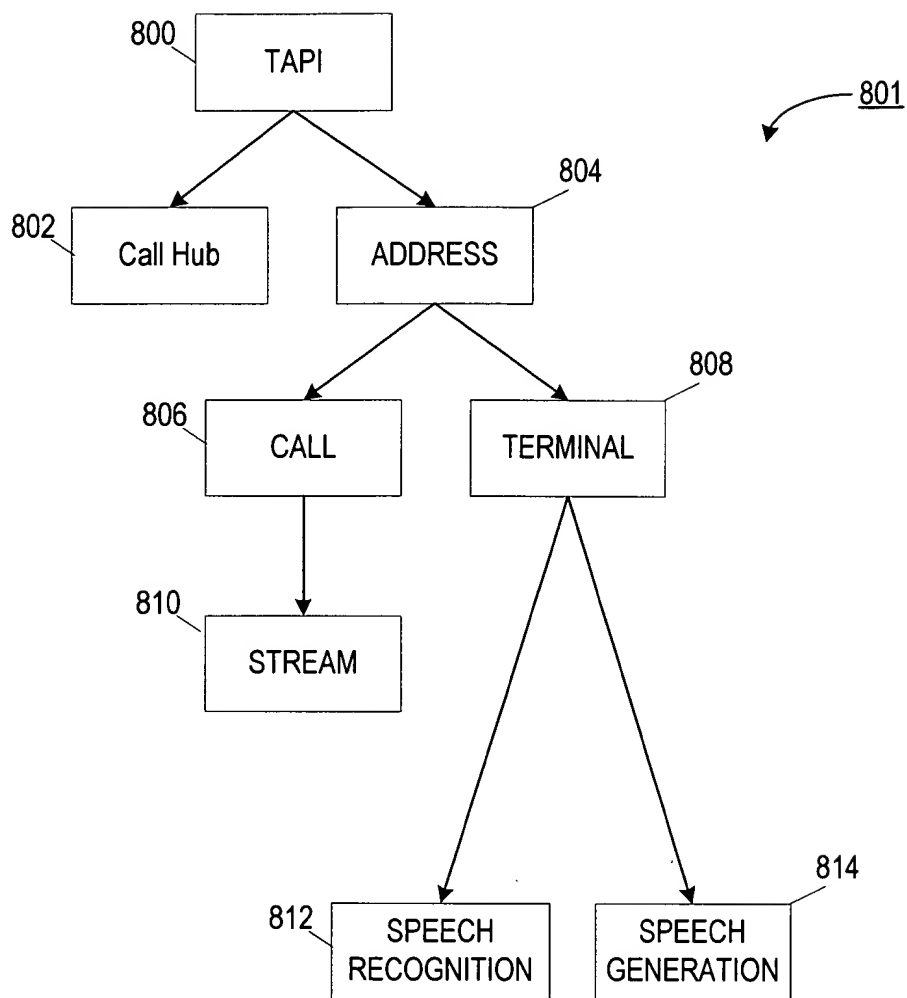 800
TAPI
801
804
802
Call Hub
ADDRESS
808
806
CALL
TERMINAL
810
STREAM
814
812
SPEECH
RECOGNITION
SPEECH
GENERATION